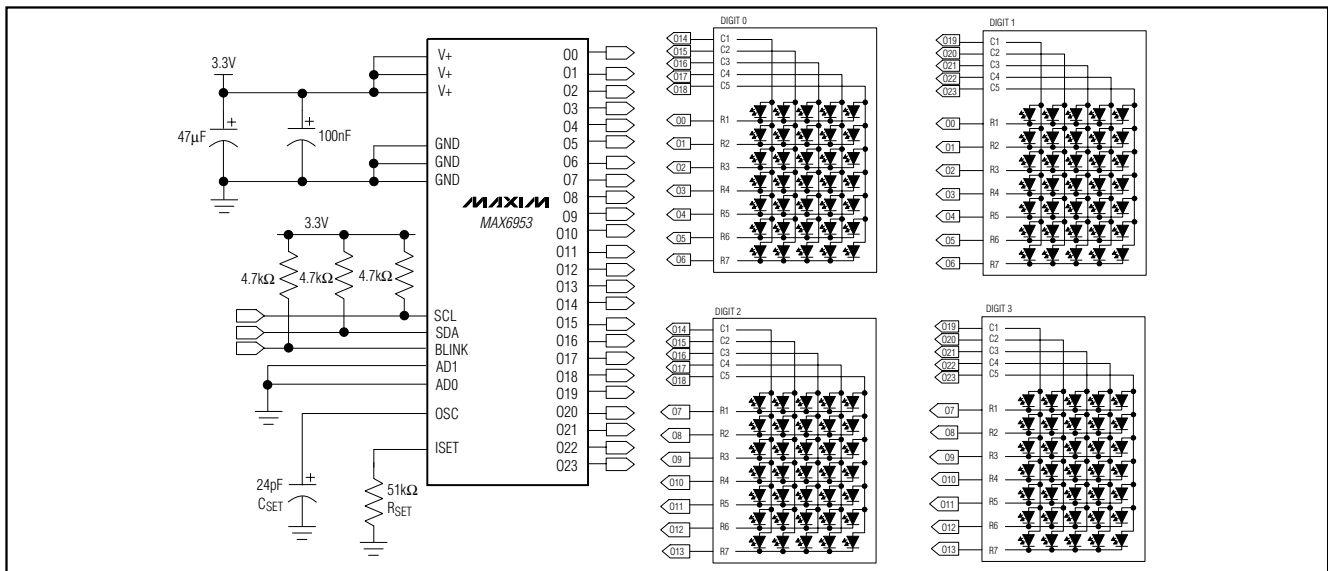 3.3V
47µF
100nF
V+
V+
V+
GND
GND
GND
MAXIM
MAX6953
3.3V
4.7kΩ
4.7kΩ
4.7kΩ
SCL
SDA
BLINK
AD1
AD0
OSC
ISET
24pF
CSET
51kΩ
RSET
O0
O1
O2
O3
O4
O5
O6
O7
O8
O9
O10
O11
O12
O13
O14
O15
O16
O17
O18
O19
O20
O21
O22
O23
DIGIT 0
O14 C1
O15 C2
O16 C3
O17 C4
O18 C5
O0 R1
O1 R2
O2 R3
O3 R4
O4 R5
O5 R6
O6 R7
DIGIT 1
O19 C1
O20 C2
O21 C3
O22 C4
O23 C5
O0 R1
O1 R2
O2 R3
O3 R4
O4 R5
O5 R6
O6 R7
DIGIT 2
O14 C1
O15 C2
O16 C3
O17 C4
O18 C5
O7 R1
O8 R2
O9 R3
O10 R4
O11 R5
O12 R6
O13 R7
DIGIT 3
O19 C1
O20 C2
O21 C3
O22 C4
O23 C5
O7 R1
O8 R2
O9 R3
O10 R4
O11 R5
O12 R6
O13 R7